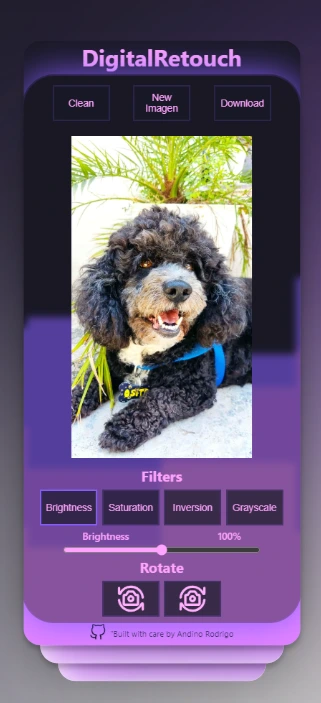 DigitalRetouch
Clean
New
Imagen
Download
Filters
Brightness
Saturation
Inversion
Grayscale
Brightness
100%
Rotate
"Built with care by Andino Rodrigo